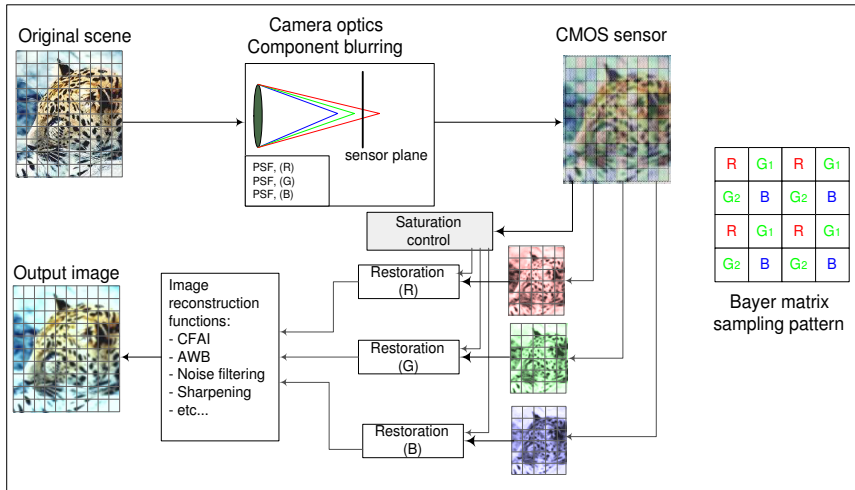 Original scene
Camera optics
Component blurring
CMOS sensor
sensor plane
PSF, (R)
PSF, (G)
PSF, (B)
R G1 R G1
G2 B G2 B
R G1 R G1
G2 B G2 B
Bayer matrix
sampling pattern
Saturation
control
Restoration
(R)
Restoration
(G)
Restoration
(B)
Image
reconstruction
functions:
- CFAI
- AWB
- Noise filtering
- Sharpening
- etc...
Output image